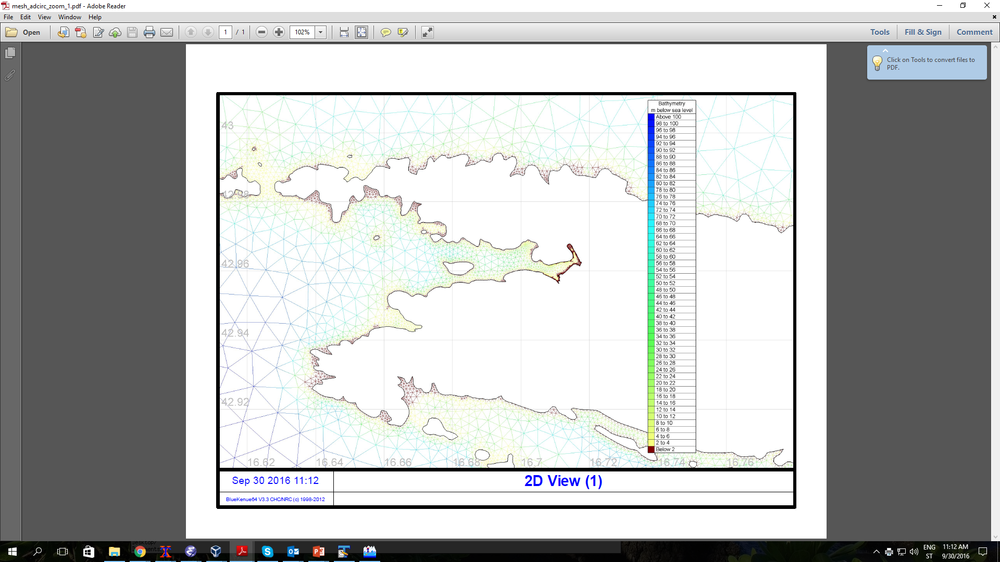 mesh_adcirc_zoom_1.pdf - Adobe Reader
File Edit View Window Help
Open
1 / 1
102%
Tools
Fill & Sign
Comment
Click on Tools to convert files to
PDF.
Bathymetry
m below sea level
Above 100
98 to 100
96 to 98
94 to 96
92 to 94
90 to 92
88 to 90
86 to 88
84 to 86
82 to 84
80 to 82
78 to 80
76 to 78
74 to 76
72 to 74
70 to 72
68 to 70
66 to 68
64 to 66
62 to 64
60 to 62
58 to 60
56 to 58
54 to 56
52 to 54
50 to 52
48 to 50
46 to 48
44 to 46
42 to 44
40 to 42
38 to 40
36 to 38
34 to 36
32 to 34
30 to 32
28 to 30
26 to 28
24 to 26
22 to 24
20 to 22
18 to 20
16 to 18
14 to 16
12 to 14
10 to 12
8 to 10
6 to 8
4 to 6
2 to 4
Below 2
43
42.98
42.96
42.94
42.92
16.62 16.64 16.66 16.68 16.7 16.72 16.74 16.76
Sep 30 2016 11:12
2D View (1)
BlueKenue64 V3.3 CHC/NRC (c) 1998-2012
Desktop/
ENG
ST
11:12 AM
9/30/2016